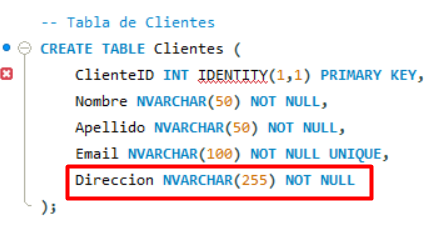 -- Tabla de Clientes
CREATE TABLE Clientes (
ClienteID INT IDENTITY(1,1) PRIMARY KEY,
Nombre NVARCHAR(50) NOT NULL,
Apellido NVARCHAR(50) NOT NULL,
Email NVARCHAR(100) NOT NULL UNIQUE,
Direccion NVARCHAR(255) NOT NULL
);